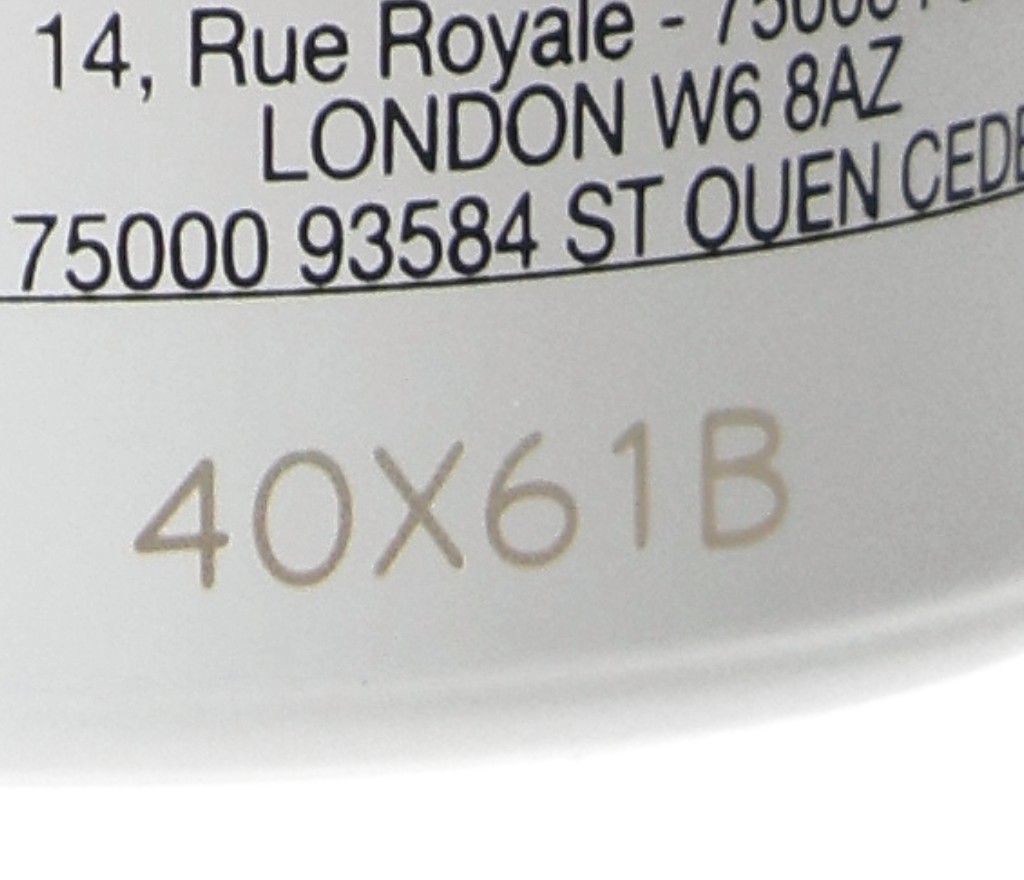 14, Rue Royale -
LONDON W6 8AZ
75000 93584 ST OUEN
40X61B